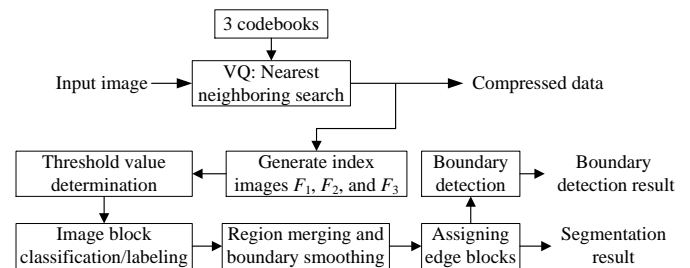 3 codebooks
Input image
VQ: Nearest
neighboring search
Compressed data
Threshold value
determination
Generate index
images F₁, F₂, and F₃
Boundary
detection
Boundary
detection result
Image block
classification/labeling
Region merging and
boundary smoothing
Assigning
edge blocks
Segmentation
result